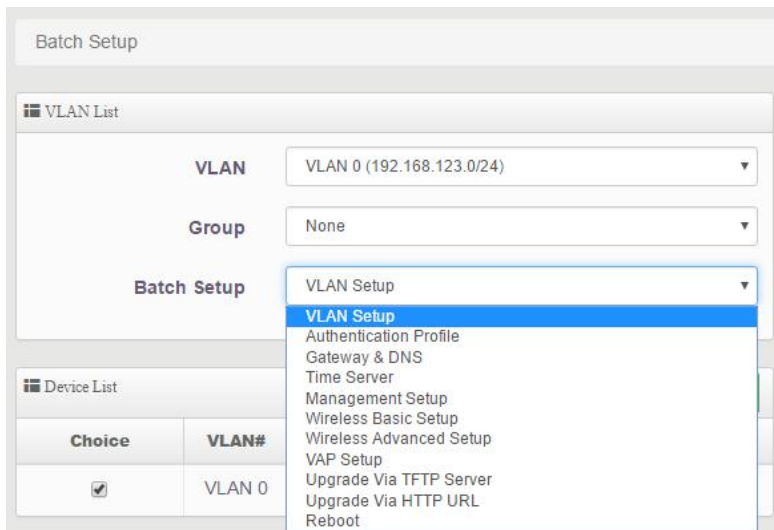 Batch Setup
VLAN List
VLAN VLAN 0 (192.168.123.0/24)
Group None
Batch Setup VLAN Setup
VLAN Setup
Authentication Profile
Gateway & DNS
Time Server
Management Setup
Wireless Basic Setup
Wireless Advanced Setup
VAP Setup
Upgrade Via TFTP Server
Upgrade Via HTTP URL
Reboot
Device List
Choice VLAN#
VLAN 0